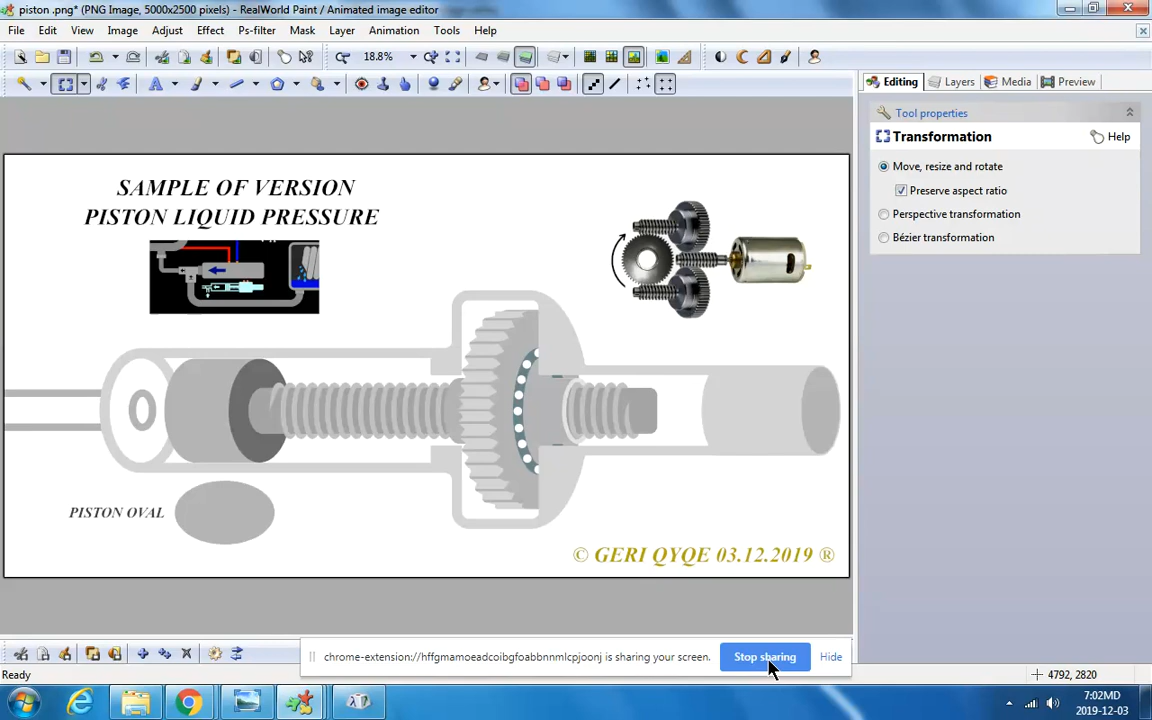 piston .png* (PNG Image, 5000x2500 pixels) - RealWorld Paint / Animated image editor
File Edit View Image Adjust Effect Ps-filter Mask Layer Animation Tools Help
18.8%
Editing Layers Media Preview
Tool properties
Transformation Help
Move, resize and rotate
Preserve aspect ratio
Perspective transformation
Bézier transformation
SAMPLE OF VERSION
PISTON LIQUID PRESSURE
PISTON OVAL
© GERI QYQE 03.12.2019 ®
chrome-extension://hffgmamoeadcoibgfoabbnnmlcpjoonj is sharing your screen. Stop sharing Hide
Ready
4792, 2820
7:02MD
2019-12-03